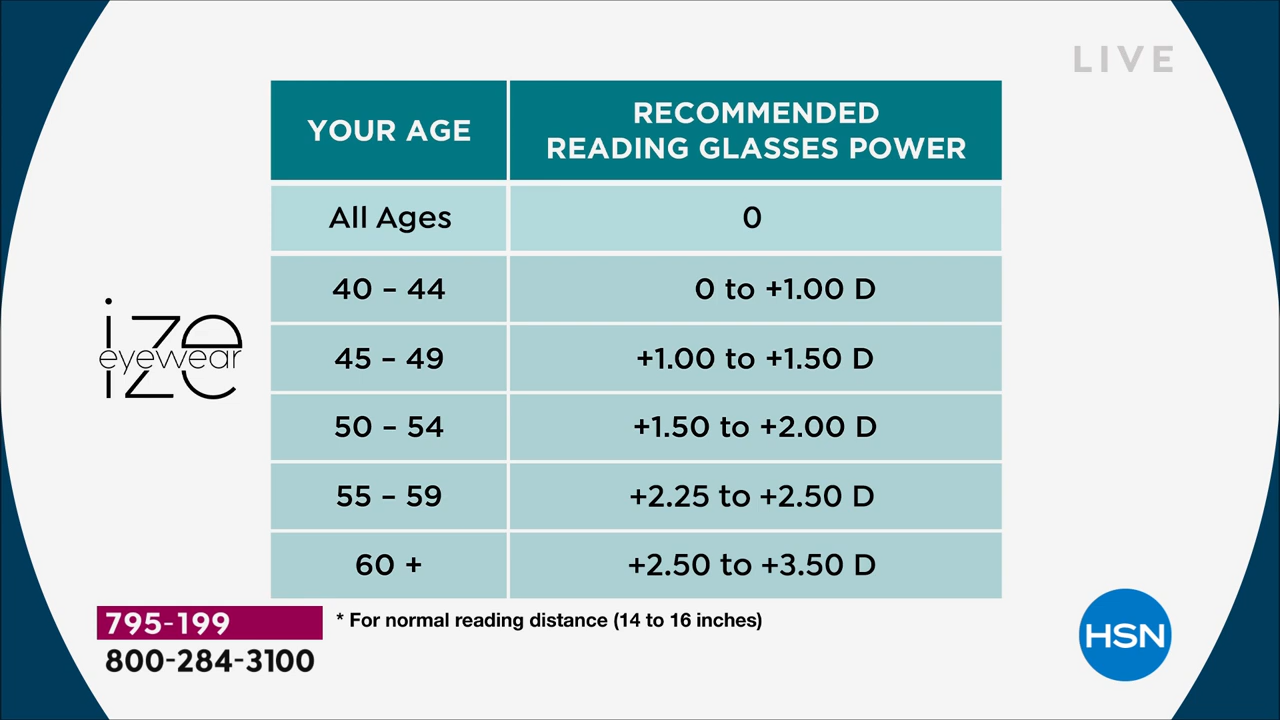 LIVE
YOUR AGE
RECOMMENDED
READING GLASSES POWER
All Ages
0
40 – 44
0 to +1.00 D
45 – 49
+1.00 to +1.50 D
50 – 54
+1.50 to +2.00 D
55 – 59
+2.25 to +2.50 D
60 +
+2.50 to +3.50 D
ize
eyewear
795-199
* For normal reading distance (14 to 16 inches)
800-284-3100
HSN